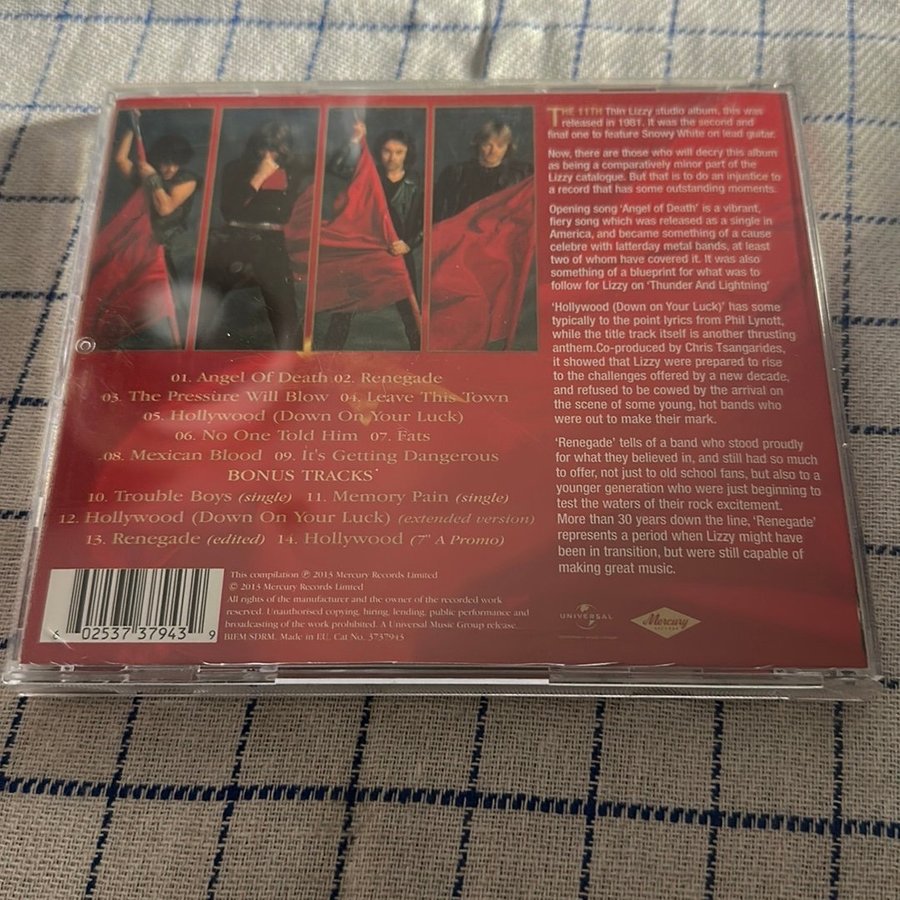 01. Angel Of Death 02. Renegade
03. The Pressure Will Blow 04. Leave This Town
05. Hollywood (Down On Your Luck)
06. No One Told Him 07. Fats
08. Mexican Blood 09. It's Getting Dangerous
BONUS TRACKS
10. Trouble Boys (single) 11. Memory Pain (single)
12. Hollywood (Down On Your Luck) (extended version)
13. Renegade (edited) 14. Hollywood (7" A Promo)
This compilation ℗ 2013 Mercury Records Limited
© 2013 Mercury Records Limted
All rights of the manufacturer and the owner of the recorded work
reserved. Unauthorised copying, hiring, lending, public performance and
broadcasting of the work prohibited. A Universal Music Group release.
BIEM SDRM. Made in EU. Cat No. 3737943
6 02537 37943 9
THE 11TH Thin Lizzy studio album, this was
released in 1981. It was the second and
final one to feature Snowy White on lead guitar.
Now, there are those who will decry this album
as being a comparatively minor part of the
Lizzy catalogue. But that is to do an injustice to
a record that has some outstanding moments.
Opening song 'Angel of Death' is a vibrant,
fiery song which was released as a single in
America, and became something of a cause
celebre with latterday metal bands, at least
two of whom have covered it. It was also
something of a blueprint for what was to
follow for Lizzy on 'Thunder And Lightning'
'Hollywood (Down on Your Luck)' has some
typically to the point lyrics from Phil Lynott,
while the title track itself is another thrusting
anthem.Co-produced by Chris Tsangarides,
it showed that Lizzy were prepared to rise
to the challenges offered by a new decade,
and refused to be cowed by the arrival on
the scene of some young, hot bands who
were out to make their mark.
'Renegade' tells of a band who stood proudly
for what they believed in, and still had so much
to offer, not just to old school fans, but also to a
younger generation who were just beginning to
test the waters of their rock excitement.
More than 30 years down the line, 'Renegade'
represents a period when Lizzy might have
been in transition, but were still capable of
making great music.
UNIVERSAL
Mercury
RECORDS